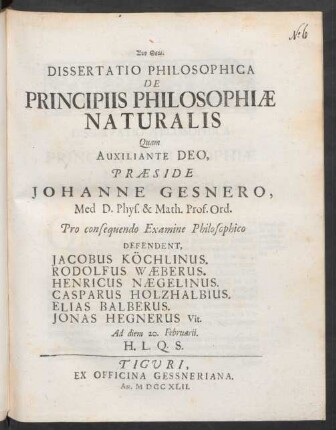 N. 6
DISSERTATIO PHILOSOPHICA
DE
PRINCIPIIS PHILOSOPHIÆ
NATURALIS
Quam
AUXILIANTE DEO,
PRÆSIDE
JOHANNE GESNERO,
Med D. Phys. & Math. Prof. Ord.
Pro consequendo Examine Philosophico
DEFENDENT,
JACOBUS KÖCHLINUS.
RODOLFUS WÆBERUS.
HENRICUS NÆGELINUS.
CASPARUS HOLZHALBIUS.
ELIAS BALBERUS.
JONAS HEGNERUS Vit.
Ad diem 20. Februarii.
H. L. Q. S.
TIGURI,
EX OFFICINA GESSNERIANA.
An. M DCC XLII.